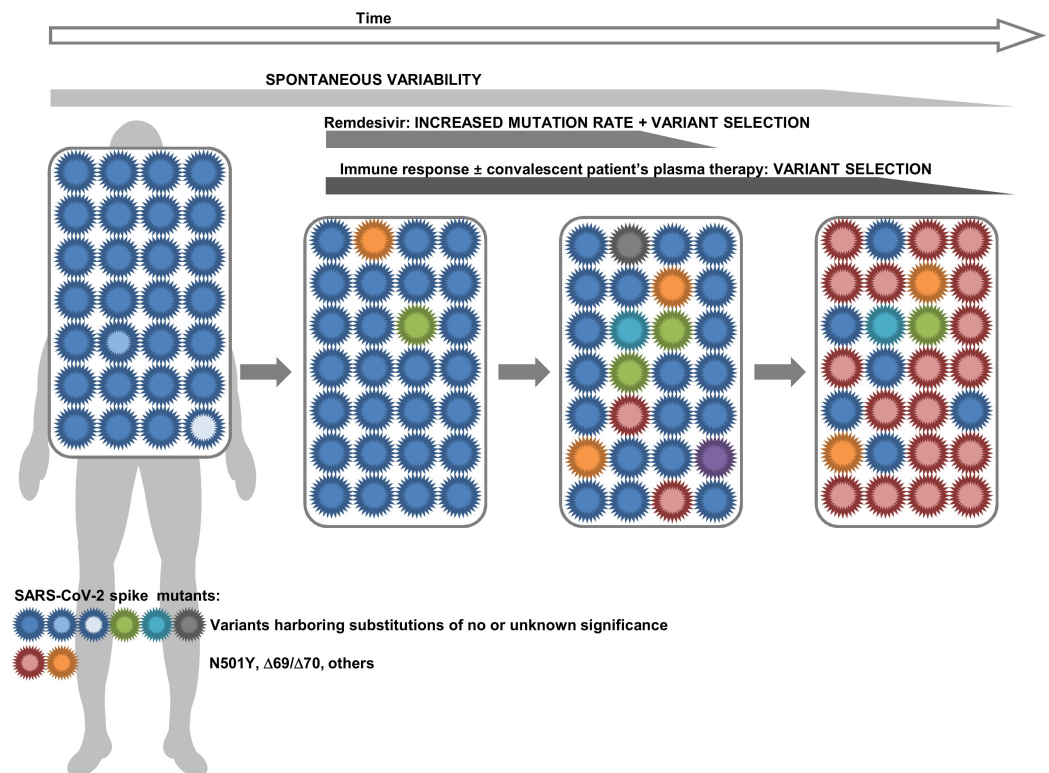 Time
SPONTANEOUS VARIABILITY
Remdesivir: INCREASED MUTATION RATE + VARIANT SELECTION
Immune response ± convalescent patient’s plasma therapy: VARIANT SELECTION
SARS-CoV-2 spike mutants:
Variants harboring substitutions of no or unknown significance
N501Y, Δ69/Δ70, others